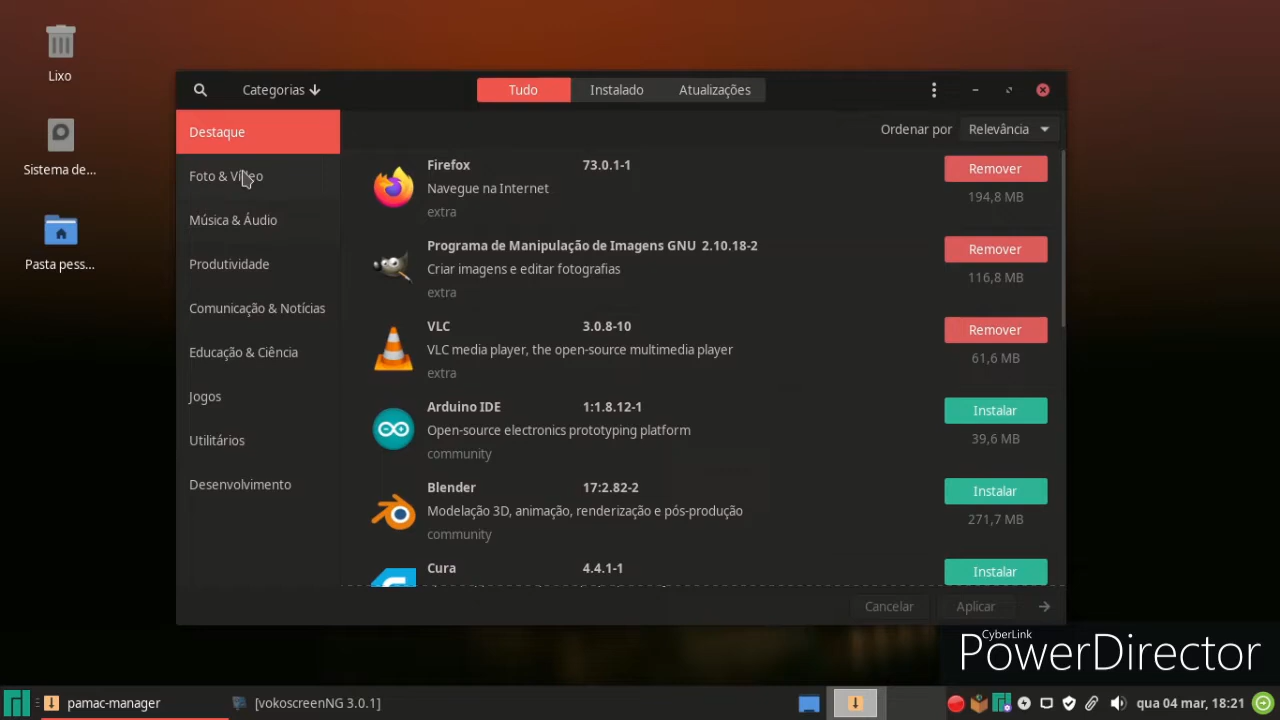 Lixo
Sistema de...
Pasta pess...
Categorias
Tudo
Instalado
Atualizações
Destaque
Foto & Vídeo
Música & Áudio
Produtividade
Comunicação & Notícias
Educação & Ciência
Jogos
Utilitários
Desenvolvimento
Ordenar por Relevância
Firefox 73.0.1-1
Remover
Navegue na Internet
194,8 MB
extra
Programa de Manipulação de Imagens GNU 2.10.18-2
Remover
Criar imagens e editar fotografias
116,8 MB
extra
VLC 3.0.8-10
Remover
VLC media player, the open-source multimedia player
61,6 MB
extra
Arduino IDE 1:1.8.12-1
Instalar
Open-source electronics prototyping platform
39,6 MB
community
Blender 17:2.82-2
Instalar
Modelação 3D, animação, renderização e pós-produção
271,7 MB
community
Cura 4.4.1-1
Instalar
Cancelar
Aplicar
CyberLink
PowerDirector
pamac-manager
[vokoscreenNG 3.0.1]
qua 04 mar, 18:21